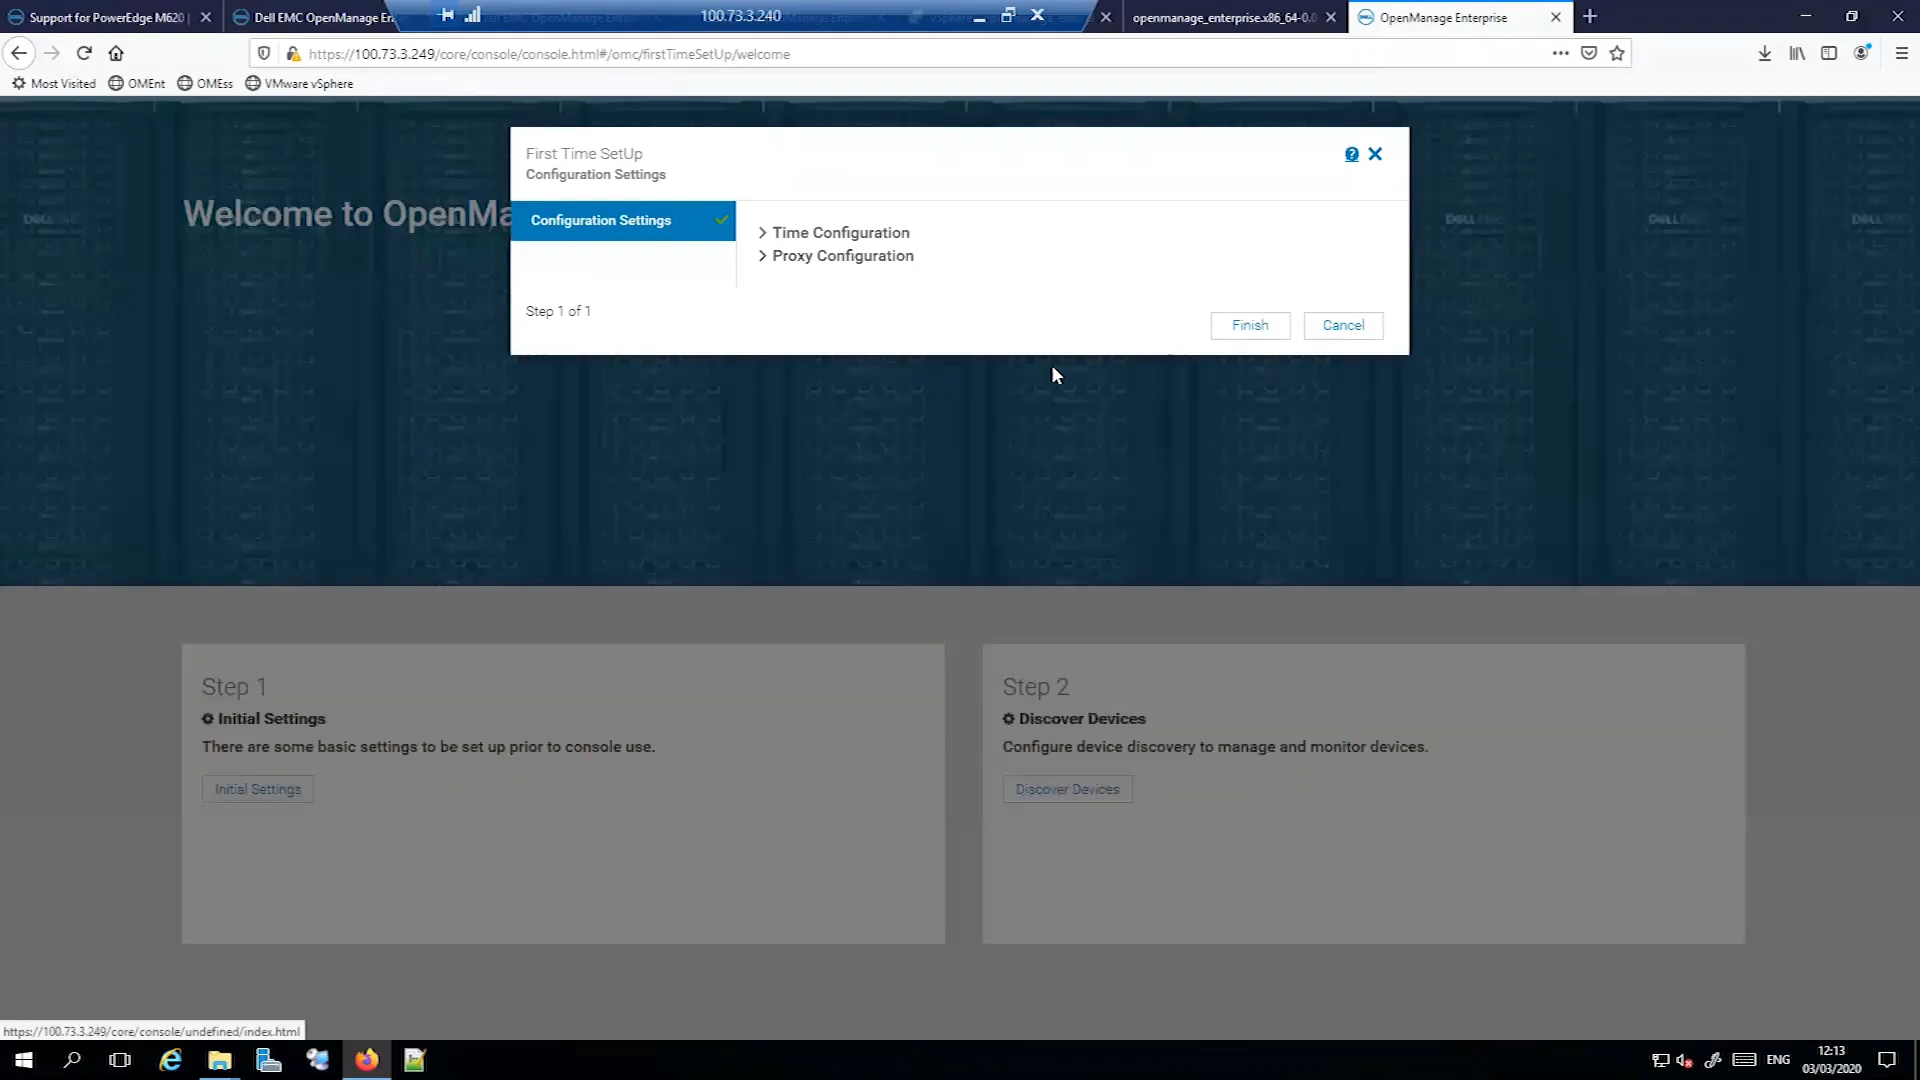 Support for PowerEdge M620 |
Dell EMC OpenManage En
100.73.3.240
openmanage_enterprise.x86_64-0.0
OpenManage Enterprise
https://100.73.3.249/core/console/console.html#/omc/firstTimeSetUp/welcome
Most Visited
OMEnt
OMEss
VMware vSphere
First Time SetUp
Configuration Settings
Welcome to OpenMa
Configuration Settings
Time Configuration
Proxy Configuration
Step 1 of 1
Finish
Cancel
Step 1
Initial Settings
There are some basic settings to be set up prior to console use.
Initial Settings
Step 2
Discover Devices
Configure device discovery to manage and monitor devices.
Discover Devices
https://100.73.3.249/core/console/undefined/index.html
ENG
12:13
03/03/2020